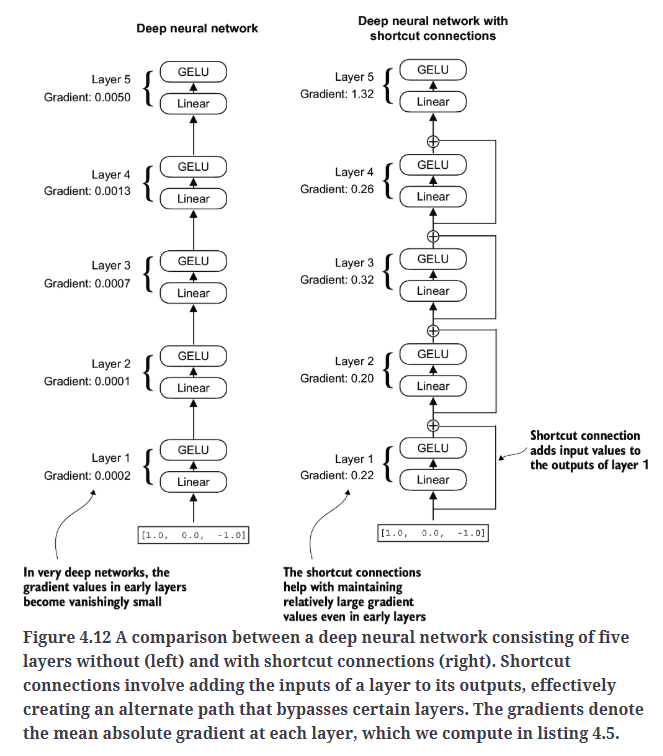 Deep neural network
Layer 5
Gradient: 0.0050
GELU
Linear
Layer 4
Gradient: 0.0013
GELU
Linear
Layer 3
Gradient: 0.0007
GELU
Linear
Layer 2
Gradient: 0.0001
GELU
Linear
Layer 1
Gradient: 0.0002
GELU
Linear
[1.0, 0.0, -1.0]
In very deep networks, the
gradient values in early layers
become vanishingly small
Deep neural network with
shortcut connections
Layer 5
Gradient: 1.32
GELU
Linear
Layer 4
Gradient: 0.26
GELU
Linear
Layer 3
Gradient: 0.32
GELU
Linear
Layer 2
Gradient: 0.20
GELU
Linear
Layer 1
Gradient: 0.22
GELU
Linear
[1.0, 0.0, -1.0]
Shortcut connection
adds input values to
the outputs of layer 1
The shortcut connections
help with maintaining
relatively large gradient
values even in early layers
Figure 4.12 A comparison between a deep neural network consisting of five
layers without (left) and with shortcut connections (right). Shortcut
connections involve adding the inputs of a layer to its outputs, effectively
creating an alternate path that bypasses certain layers. The gradients denote
the mean absolute gradient at each layer, which we compute in listing 4.5.